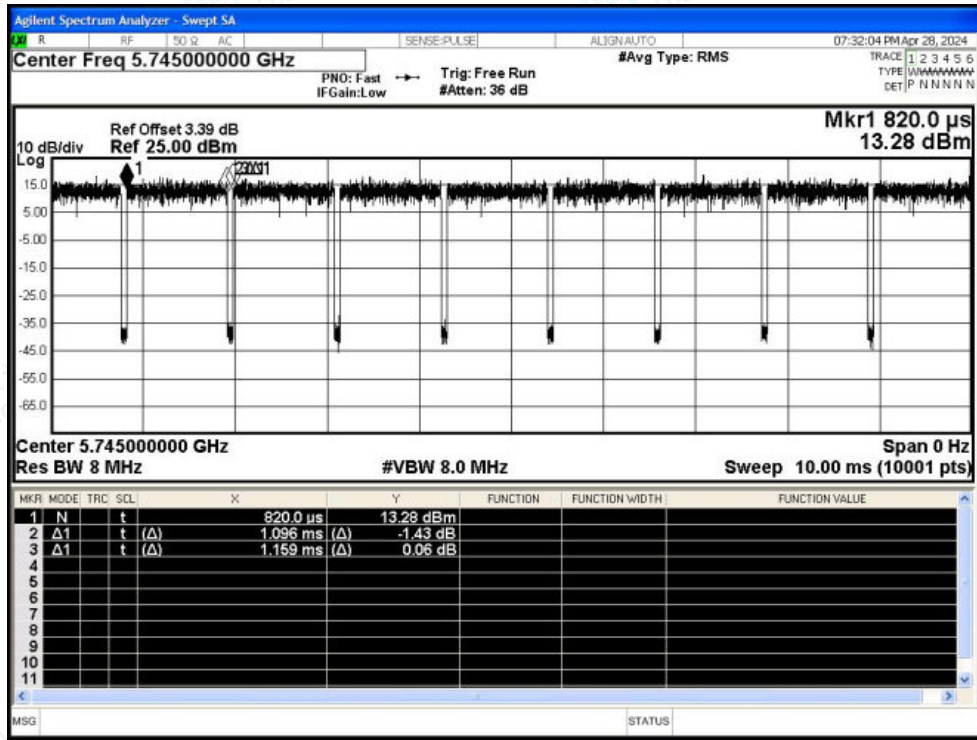 Agilent Spectrum Analyzer - Swept SA
R RF 50 Ω AC SENSE:PULSE ALIGNAUTO 07:32:04 PM Apr 28, 2024
Center Freq 5.745000000 GHz #Avg Type: RMS TRACE 1 2 3 4 5 6
PNO: Fast Trig: Free Run TYPE
IFGain:Low #Atten: 36 dB DET P N N N N N
Mkr1 820.0 µs
13.28 dBm
Ref Offset 3.39 dB
10 dB/div Ref 25.00 dBm
Log
1
15.0
5.00
-5.00
-15.0
-25.0
-35.0
-45.0
-55.0
-65.0
Center 5.745000000 GHz Span 0 Hz
Res BW 8 MHz #VBW 8.0 MHz Sweep 10.00 ms (10001 pts)
MKR MODE TRC SCL X Y FUNCTION FUNCTION WIDTH FUNCTION VALUE
1 N t 820.0 µs 13.28 dBm
2 Δ1 t (Δ) 1.096 ms (Δ) -1.43 dB
3 Δ1 t (Δ) 1.159 ms (Δ) 0.06 dB
4
5
6
7
8
9
10
11
MSG STATUS